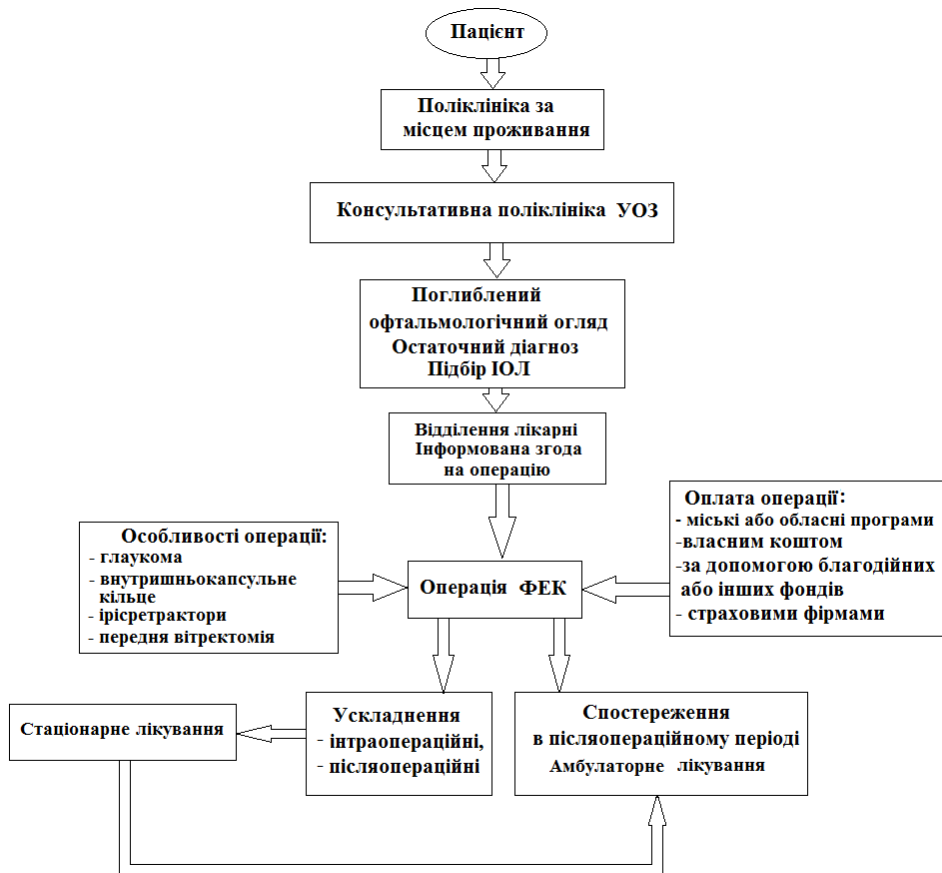 Пацієнт
Поліклініка за
місцем проживання
Консультативна поліклініка УОЗ
Поглиблений
офтальмологічний огляд
Остаточний діагноз
Підбір ІОЛ
Відділення лікарні
Інформована згода
на операцію
Особливості операції:
- глаукома
- внутришньокапсульне
кільце
- ірісретрактори
- передня вітректомія
Операція ФЕК
Оплата операції:
- міські або обласні програми
-власним коштом
-за допомогою благодійних
або інших фондів
- страховими фірмами
Стаціонарне лікування
Ускладнення
- інтраопераційні,
- післяопераційні
Спостереження
в післяопераційному періоді
Амбулаторне лікування